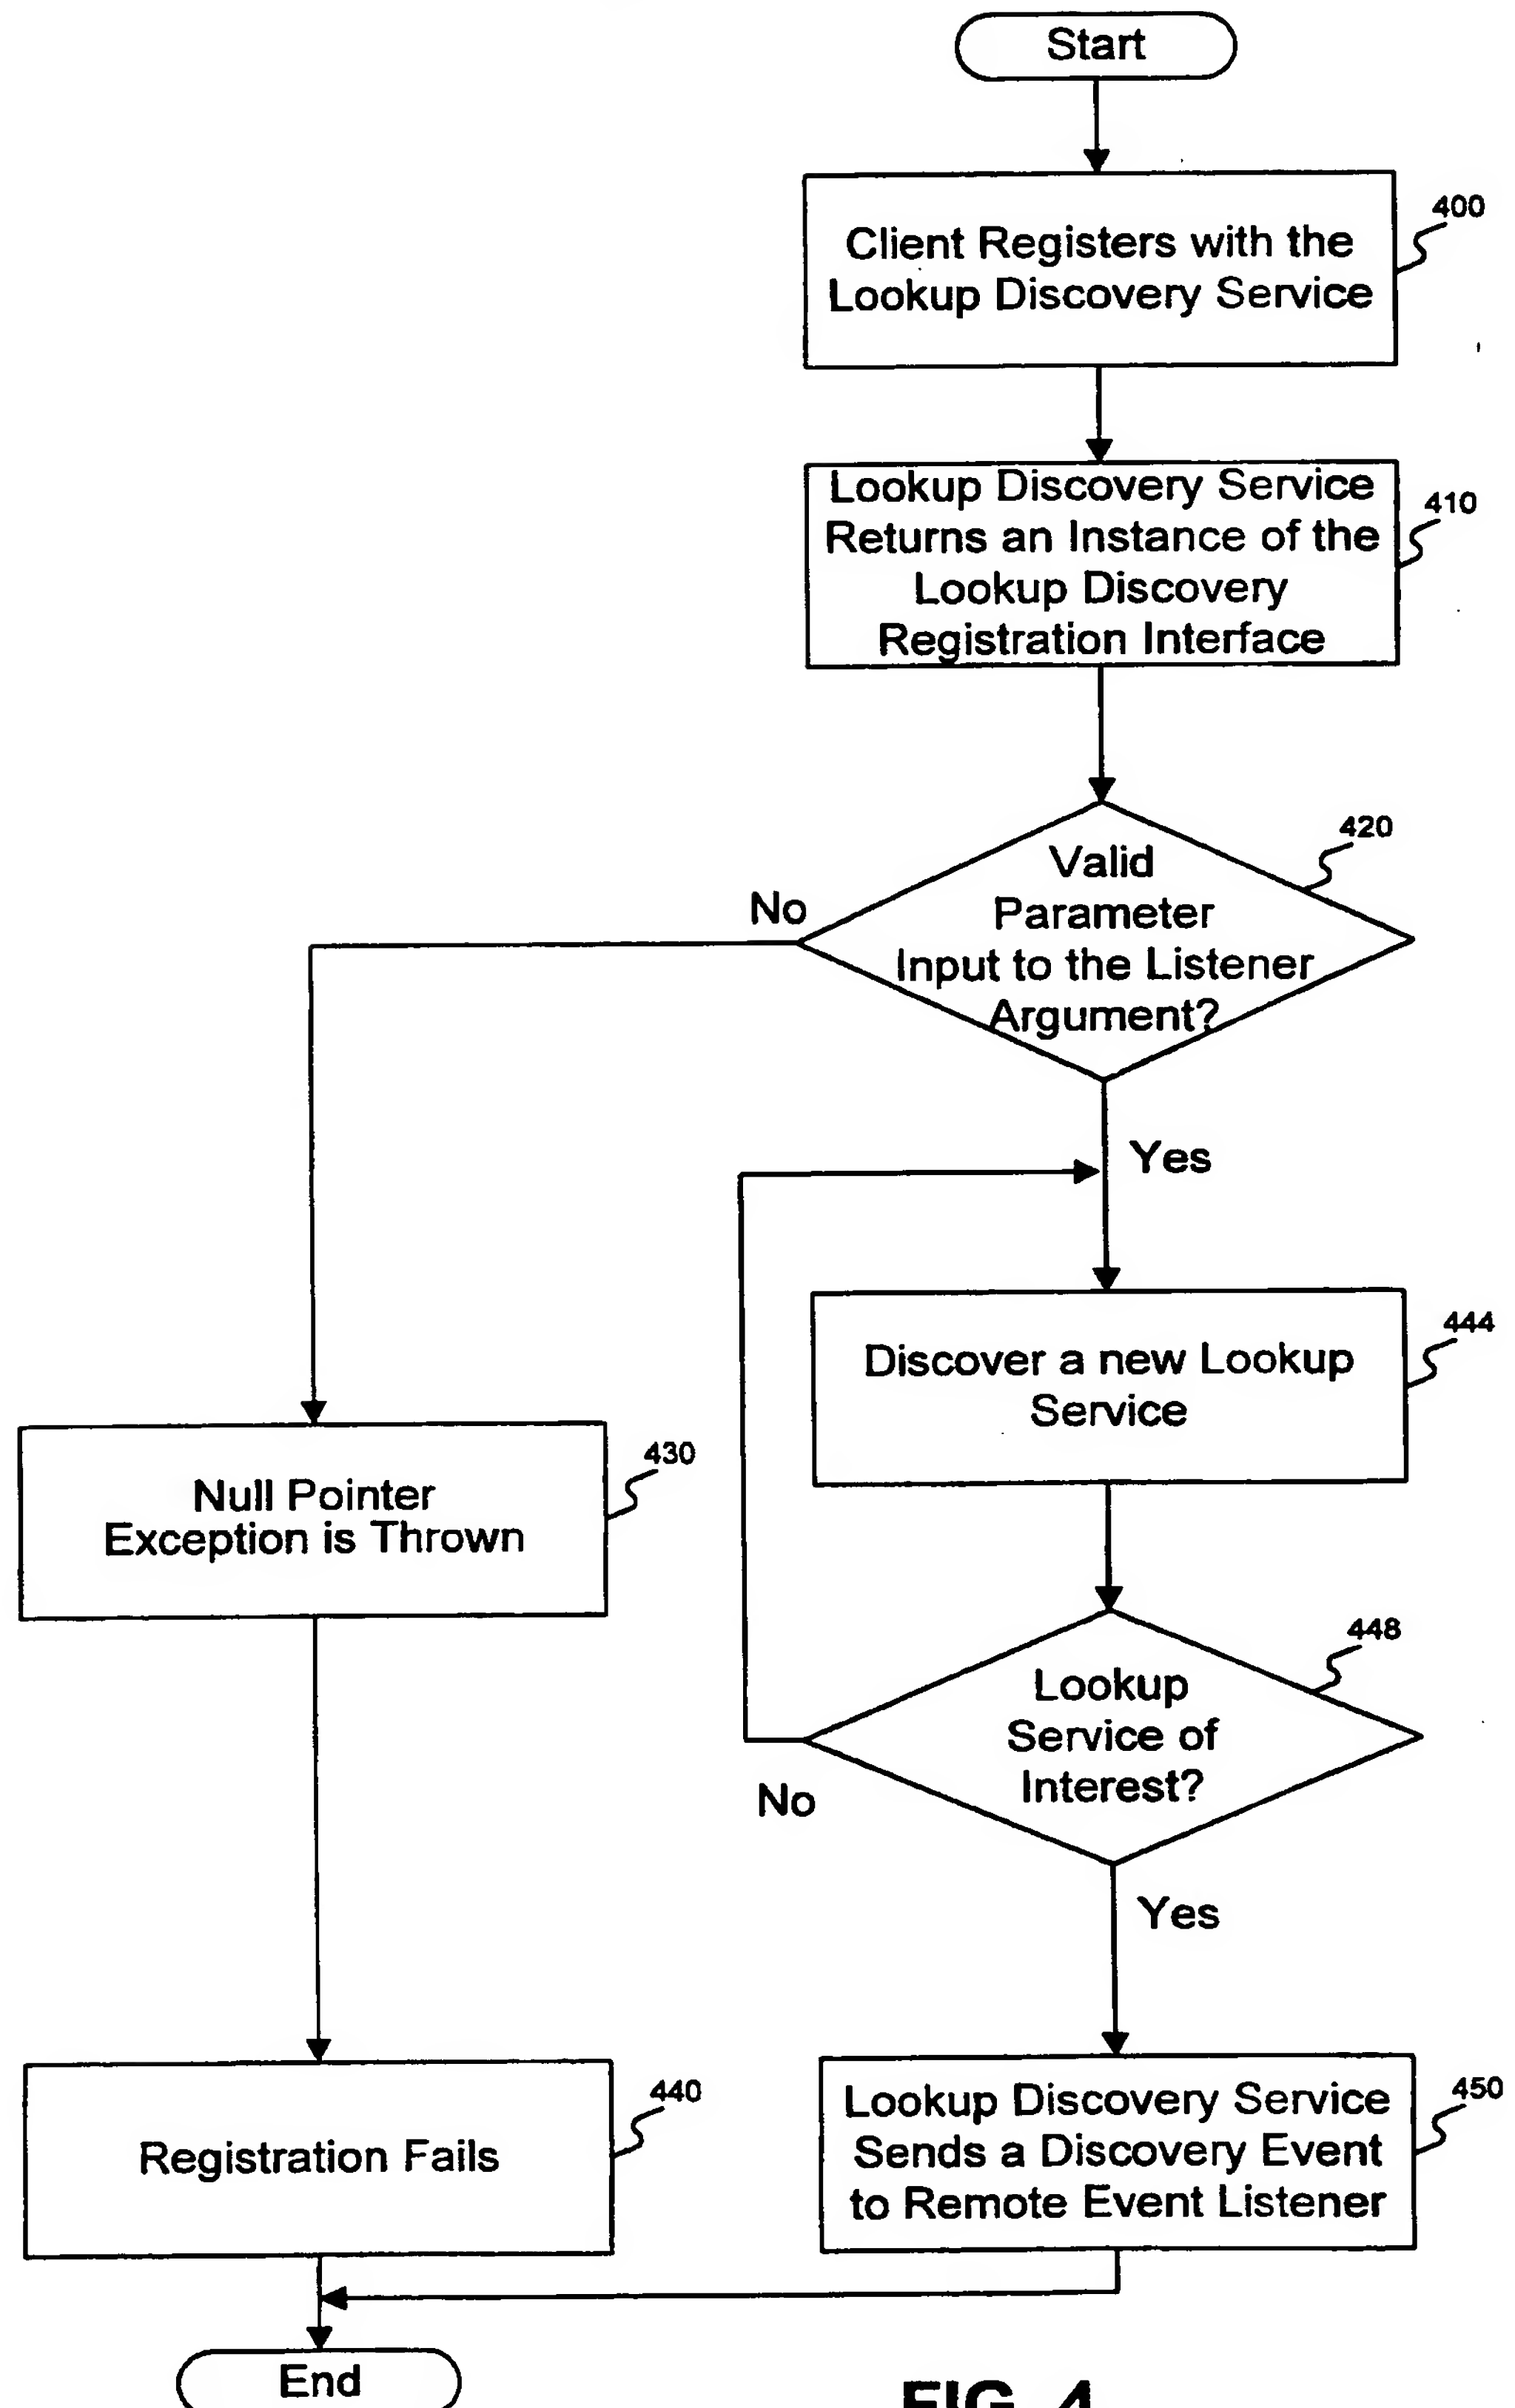 Start
Client Registers with the
Lookup Discovery Service
400
Lookup Discovery Service
Returns an Instance of the
Lookup Discovery
Registration Interface
410
Valid
Parameter
Input to the Listener
Argument?
420
No
Yes
Discover a new Lookup
Service
444
Null Pointer
Exception is Thrown
430
Lookup
Service of
Interest?
448
No
Yes
Registration Fails
440
Lookup Discovery Service
Sends a Discovery Event
to Remote Event Listener
450
End
FIG. 4